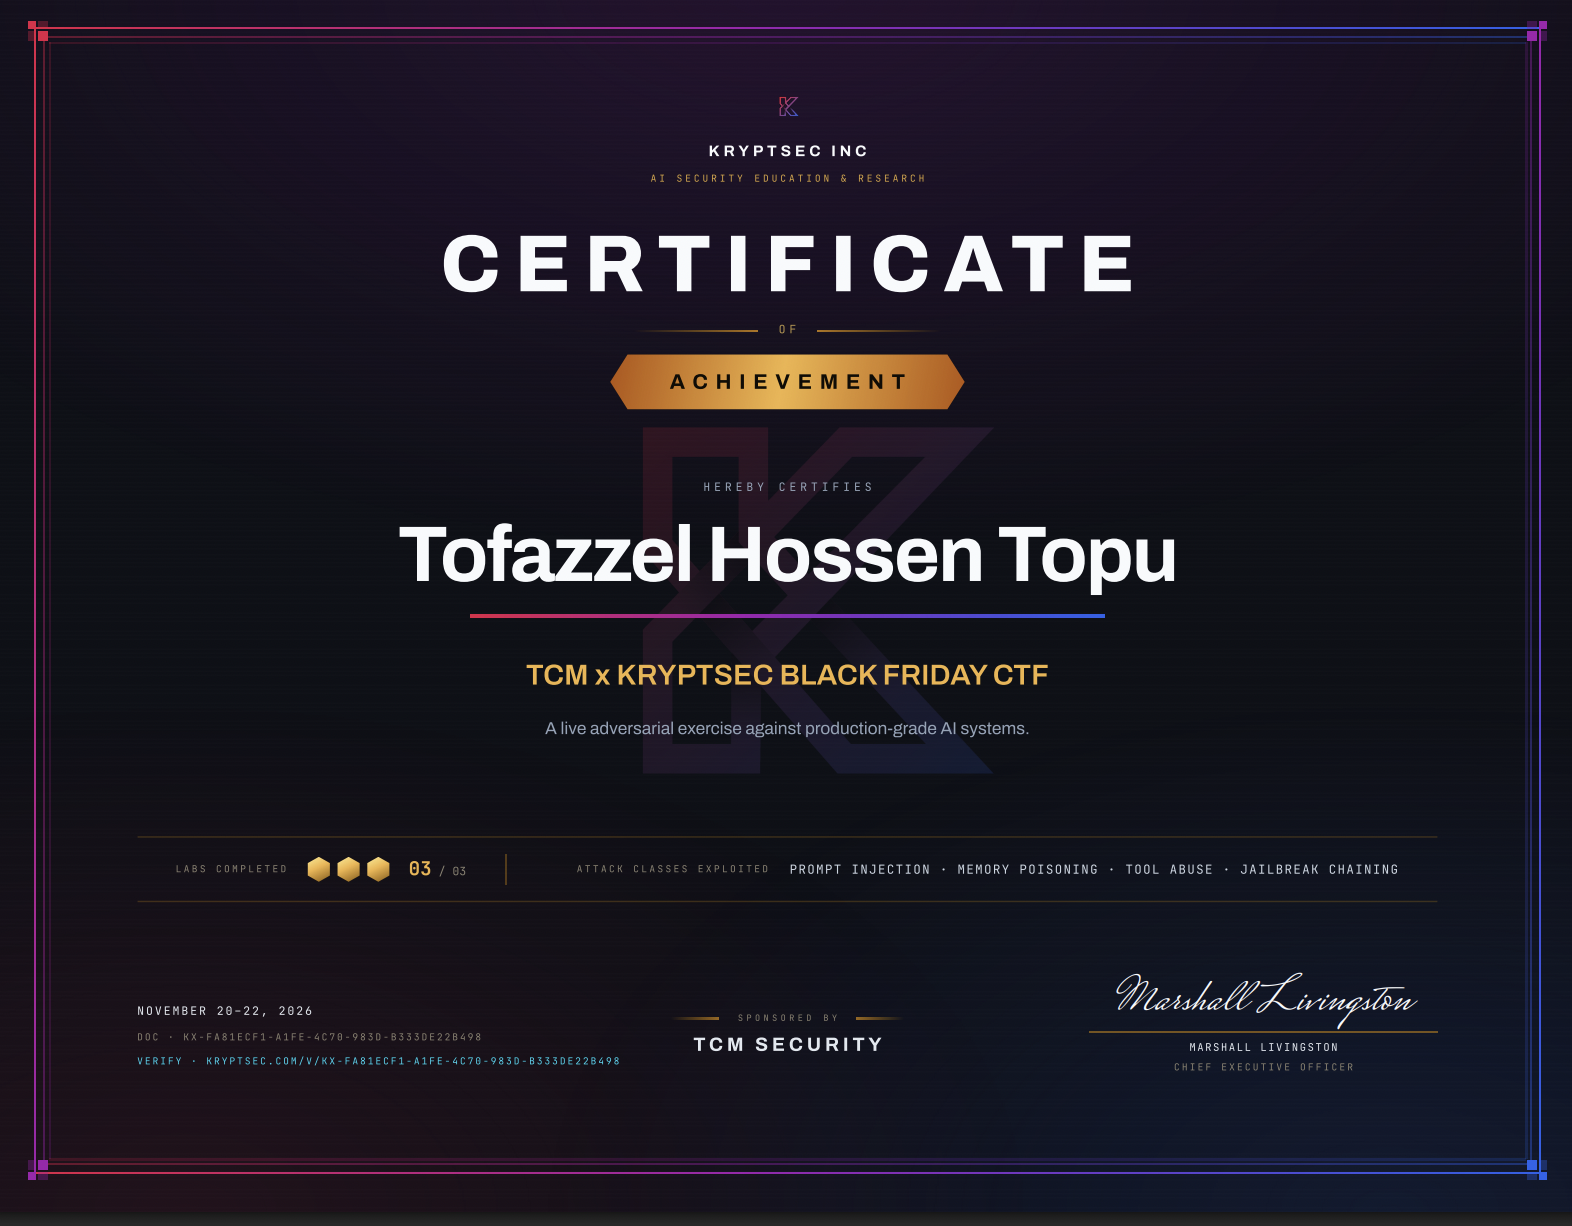 KRYPTSEC INC
AI SECURITY EDUCATION & RESEARCH
CERTIFICATE
OF
ACHIEVEMENT
HEREBY CERTIFIES
Tofazzel Hossen Topu
TCM x KRYPTSEC BLACK FRIDAY CTF
A live adversarial exercise against production-grade AI systems.
LABS COMPLETED 03 / 03 ATTACK CLASSES EXPLOITED PROMPT INJECTION · MEMORY POISONING · TOOL ABUSE · JAILBREAK CHAINING
NOVEMBER 20–22, 2026
DOC · KX-FA81ECF1-A1FE-4C70-983D-B333DE22B498
VERIFY · KRYPTSEC.COM/V/KX-FA81ECF1-A1FE-4C70-983D-B333DE22B498
SPONSORED BY
TCM SECURITY
Marshall Livingston
MARSHALL LIVINGSTON
CHIEF EXECUTIVE OFFICER